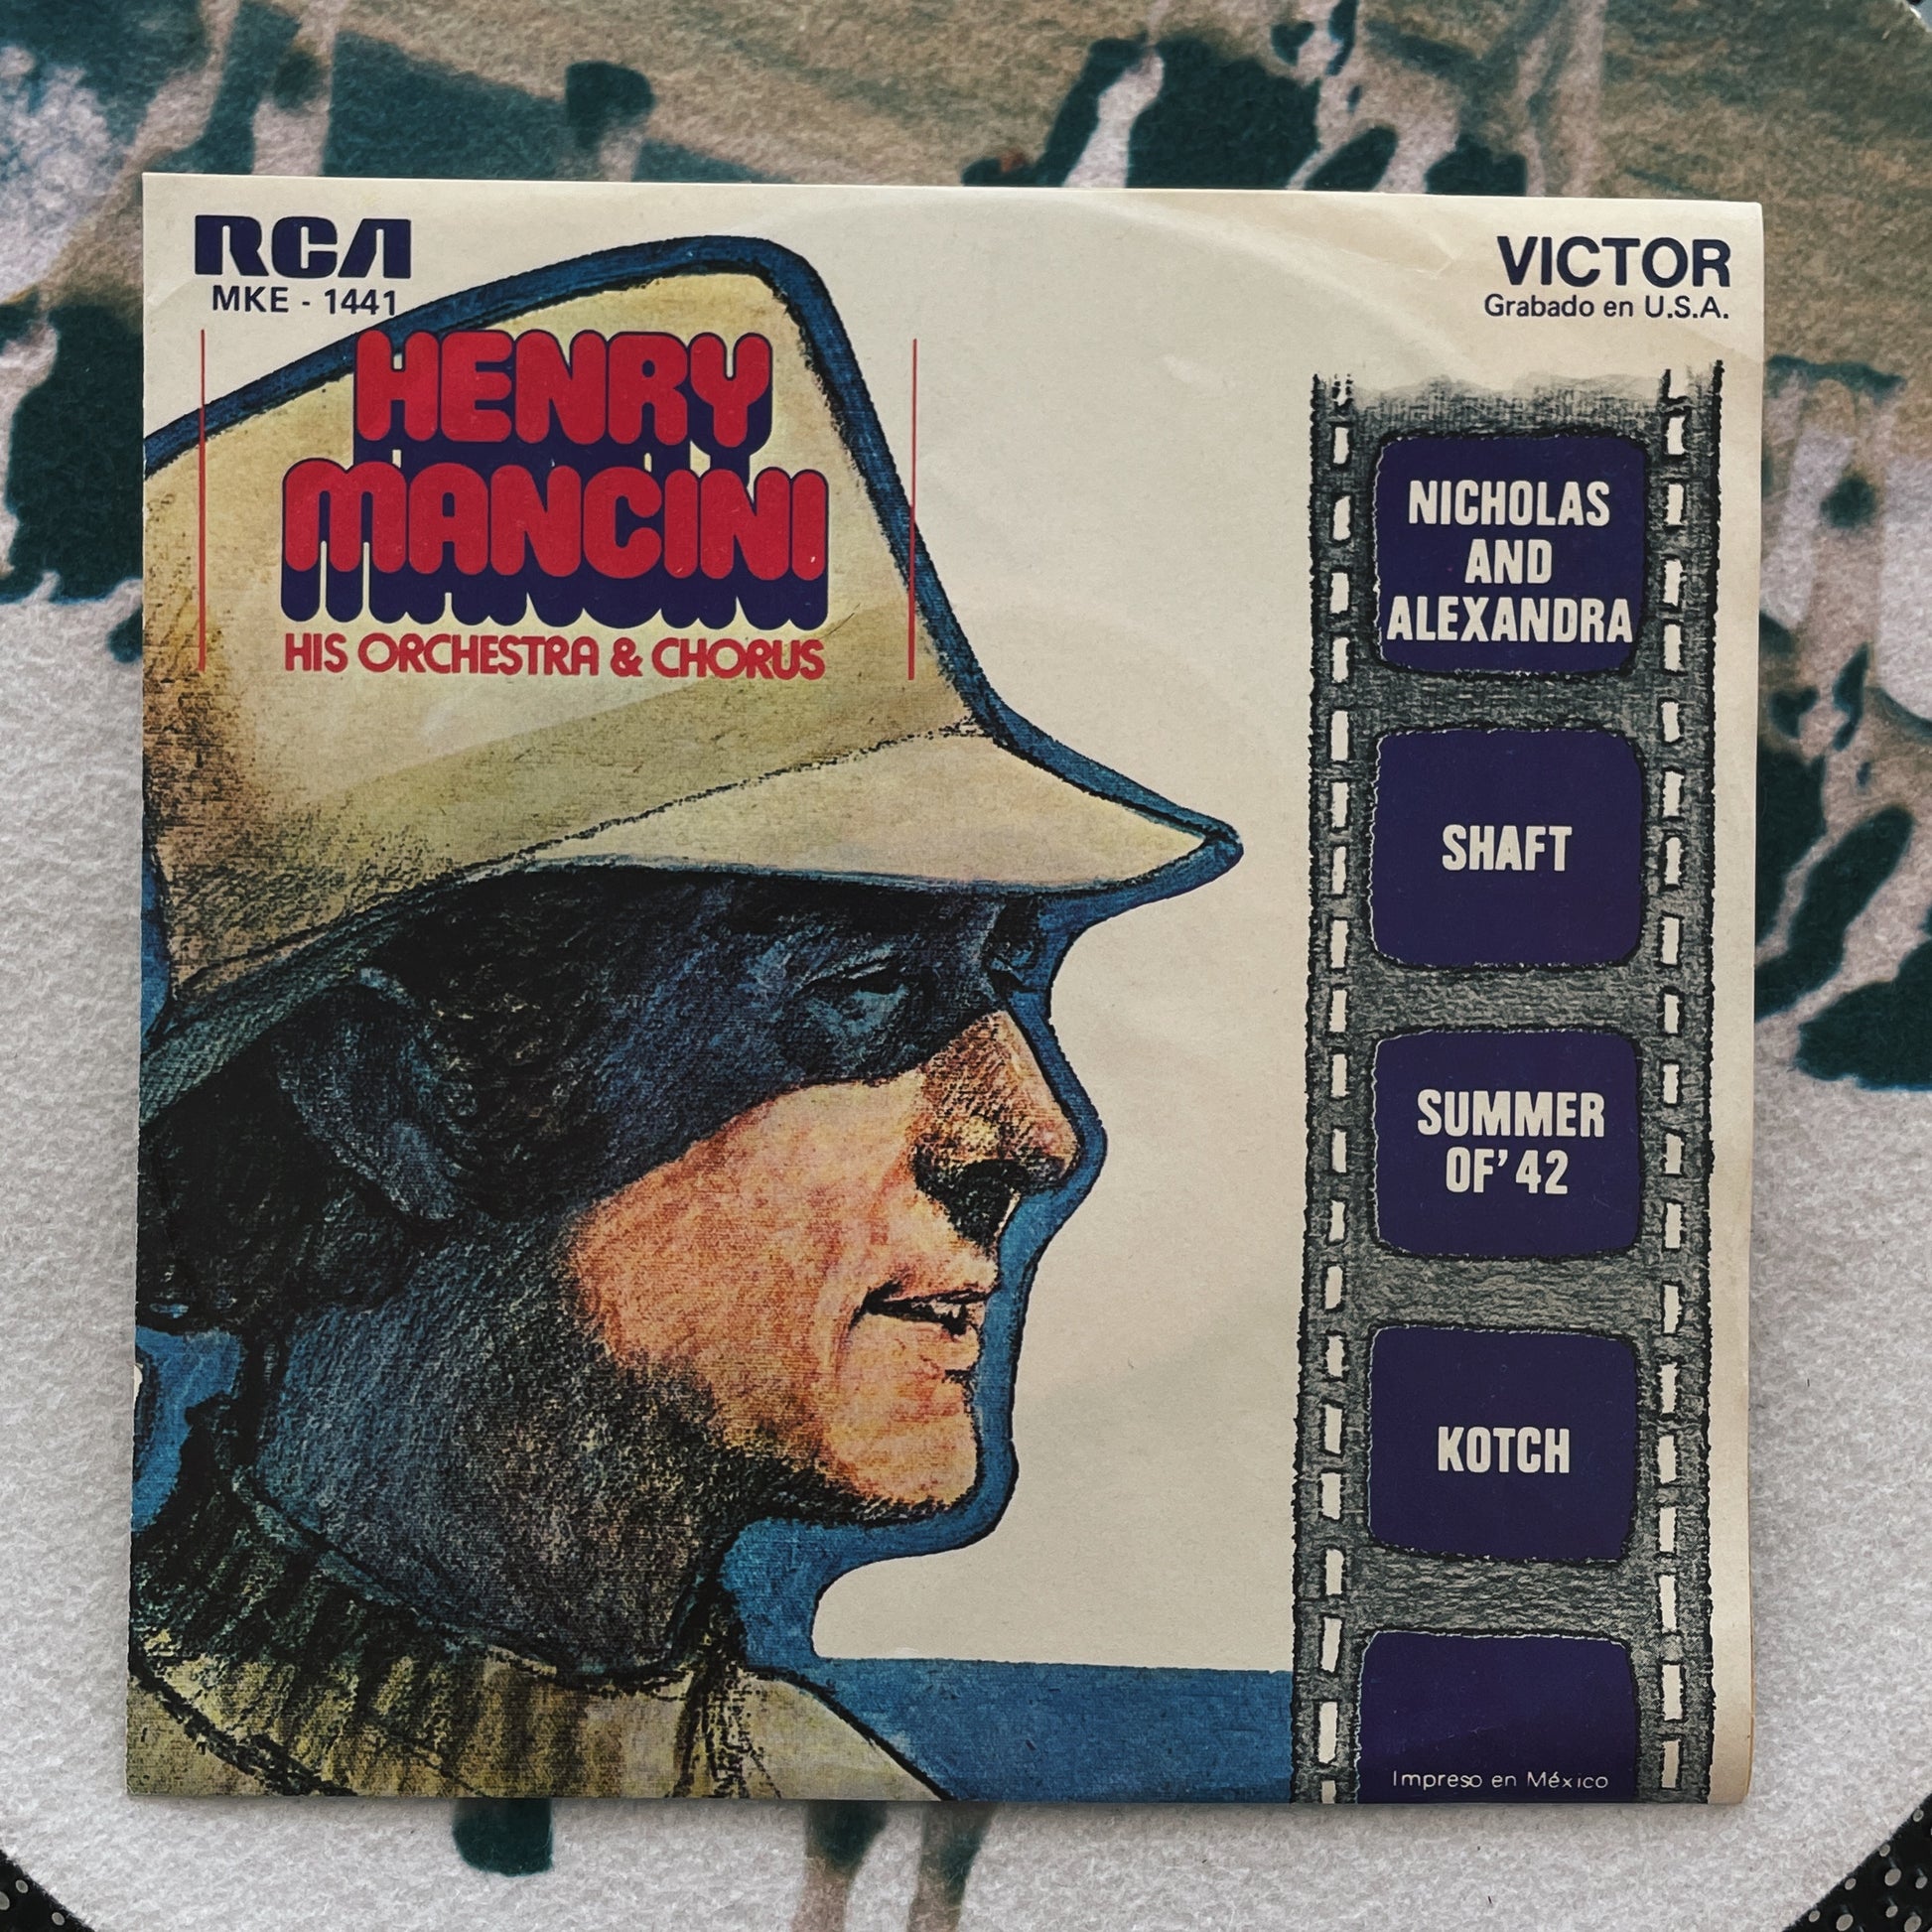 RCA
MKE - 1441
VICTOR
Grabado en U.S.A.
HENRY
MANCINI
HIS ORCHESTRA & CHORUS
NICHOLAS
AND
ALEXANDRA
SHAFT
SUMMER
OF' 42
KOTCH
Impreso en México